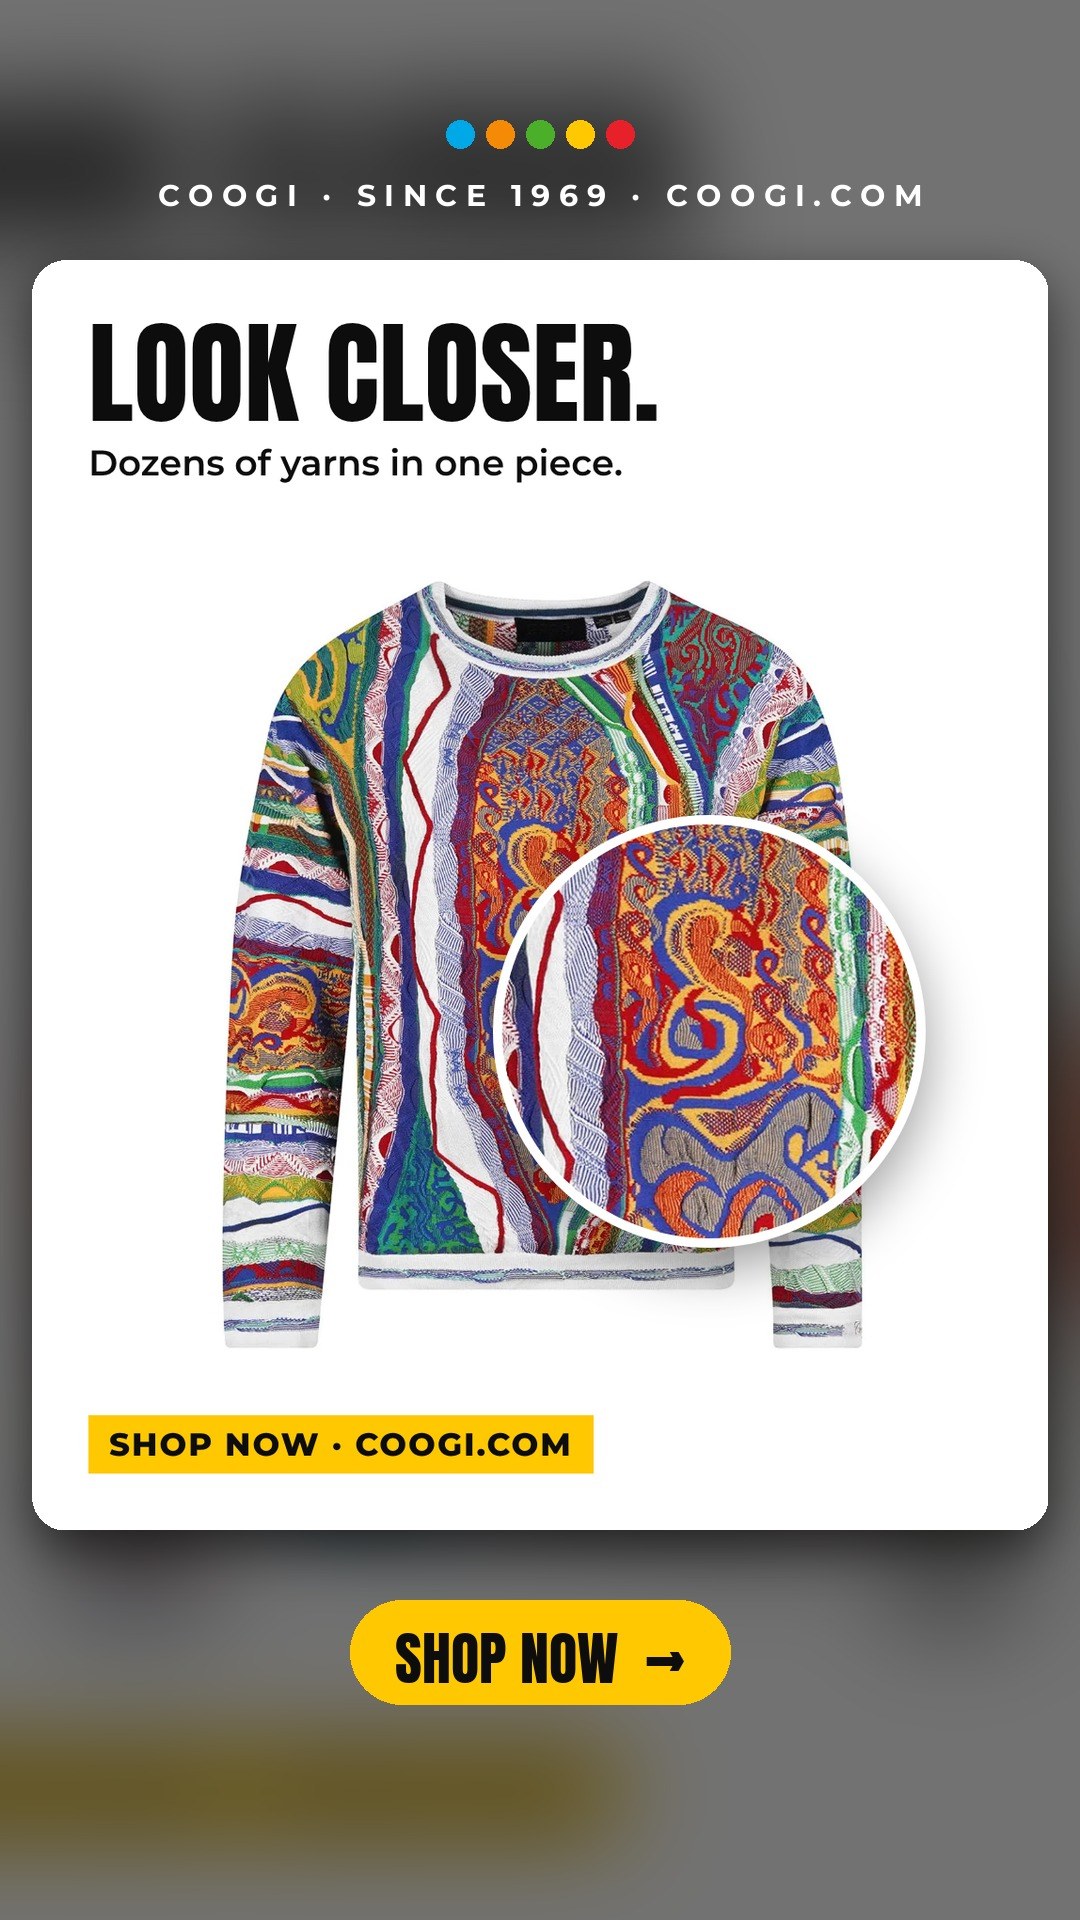 COOGI · SINCE 1969 · COOGI.COM
LOOK CLOSER.
Dozens of yarns in one piece.
SHOP NOW · COOGI.COM
SHOP NOW →